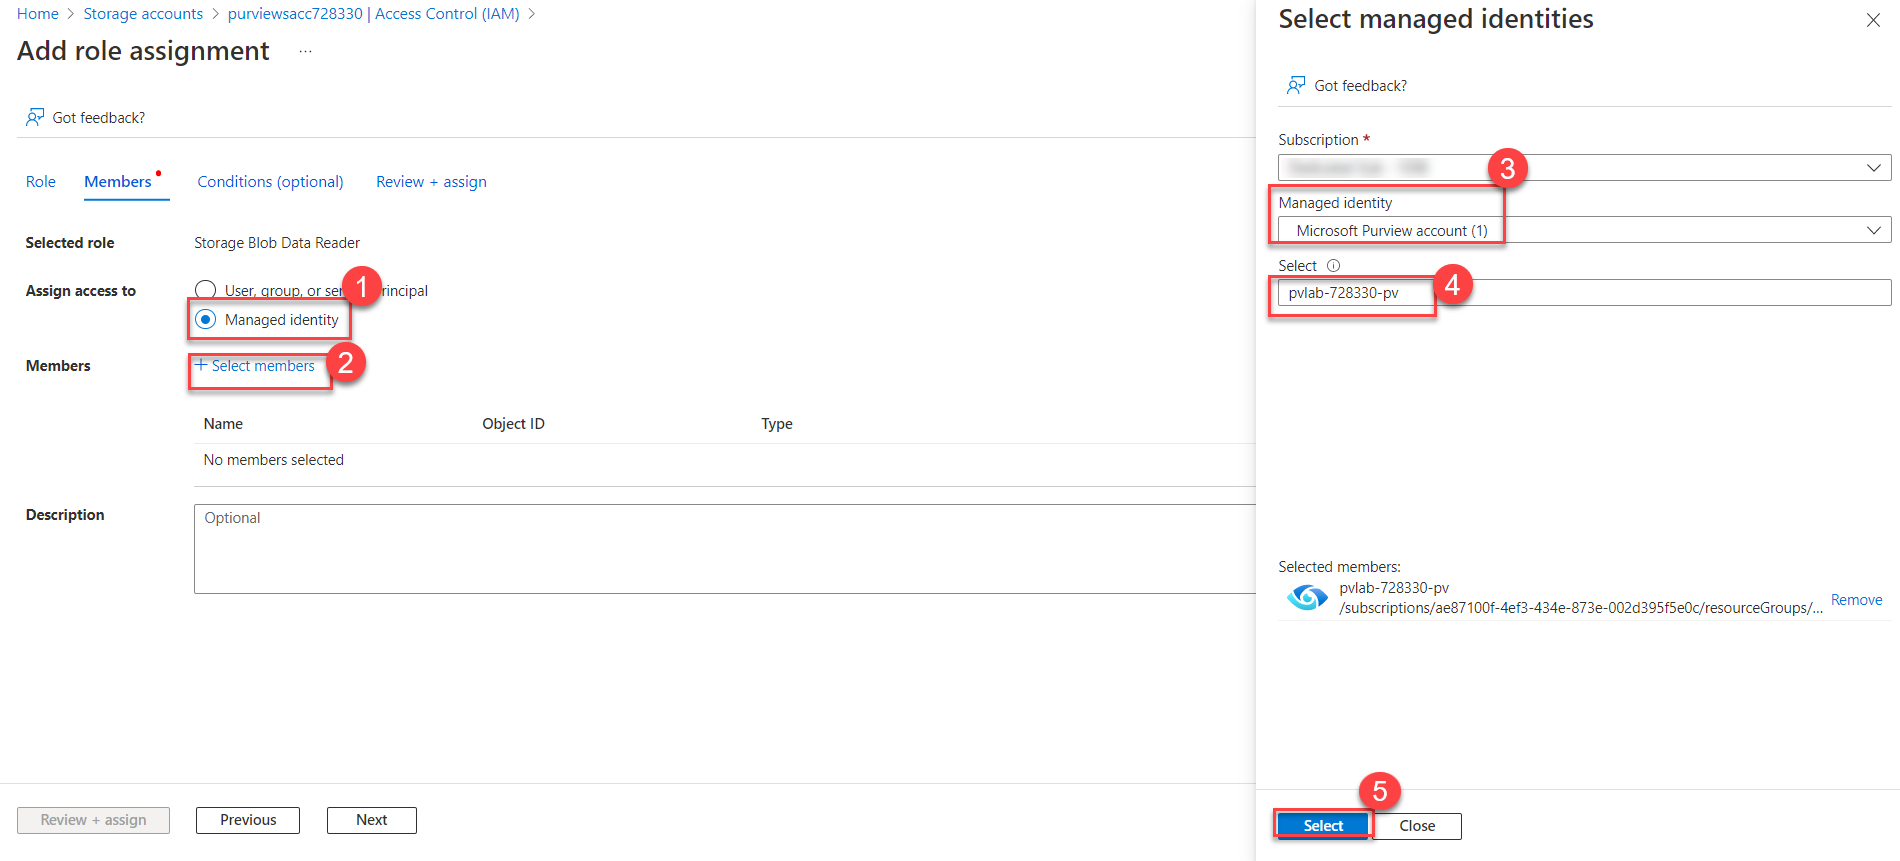 Home > Storage accounts > purviewsacc728330 | Access Control (IAM) >
Add role assignment ...
Got feedback?
Role Members Conditions (optional) Review + assign
Selected role Storage Blob Data Reader
Assign access to User, group, or principal
1
Managed identity
Members + Select members
2
Name Object ID Type
No members selected
Description Optional
Review + assign Previous Next
Select managed identities
Got feedback?
Subscription *
3
Managed identity
Microsoft Purview account (1)
Select
pvlab-728330-pv
4
Selected members:
pvlab-728330-pv
/subscriptions/ae87100f-4ef3-434e-873e-002d395f5e0c/resourceGroups/...
Remove
5
Select Close